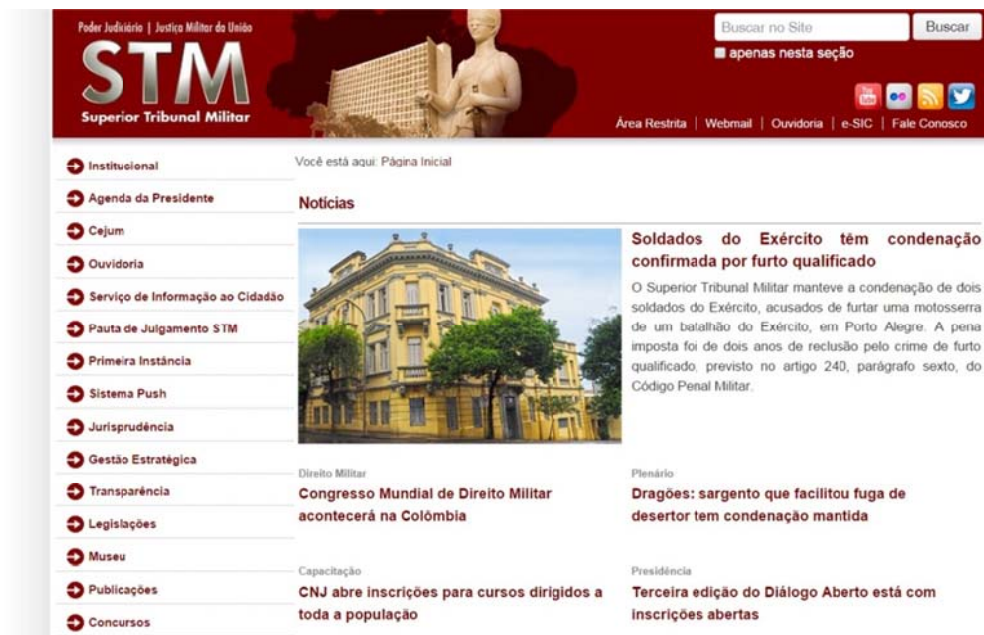 Poder Judiciário | Justiça Militar da União
STM
Superior Tribunal Militar
Buscar no Site
Buscar
apenas nesta seção
You Tube
Área Restrita | Webmail | Ouvidoria | e-SIC | Fale Conosco
Institucional
Agenda da Presidente
Cejum
Ouvidoria
Serviço de Informação ao Cidadão
Pauta de Julgamento STM
Primeira Instância
Sistema Push
Jurisprudência
Gestão Estratégica
Transparência
Legislações
Museu
Publicações
Concursos
Você está aqui: Página Inicial
Notícias
Soldados do Exército têm condenação
confirmada por furto qualificado
O Superior Tribunal Militar manteve a condenação de dois
soldados do Exército, acusados de furtar uma motosserra
de um batalhão do Exército, em Porto Alegre. A pena
imposta foi de dois anos de reclusão pelo crime de furto
qualificado, previsto no artigo 240, parágrafo sexto, do
Código Penal Militar.
Direito Militar
Congresso Mundial de Direito Militar
acontecerá na Colômbia
Plenário
Dragões: sargento que facilitou fuga de
desertor tem condenação mantida
Capacitação
CNJ abre inscrições para cursos dirigidos a
toda a população
Presidência
Terceira edição do Diálogo Aberto está com
inscrições abertas